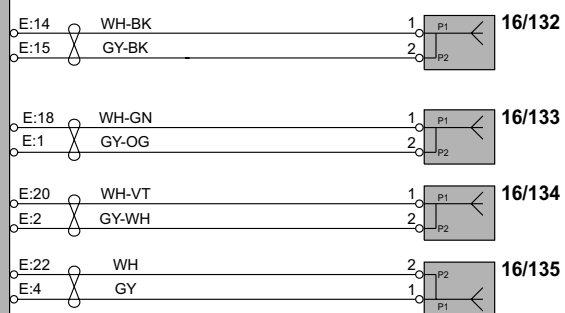 E:14 WH-BK 1 P1 16/132
E:15 GY-BK 2 P2
E:18 WH-GN 1 P1 16/133
E:1 GY-OG 2 P2
E:20 WH-VT 1 P1 16/134
E:2 GY-WH 2 P2
E:22 WH 2 P2 16/135
E:4 GY 1 P1